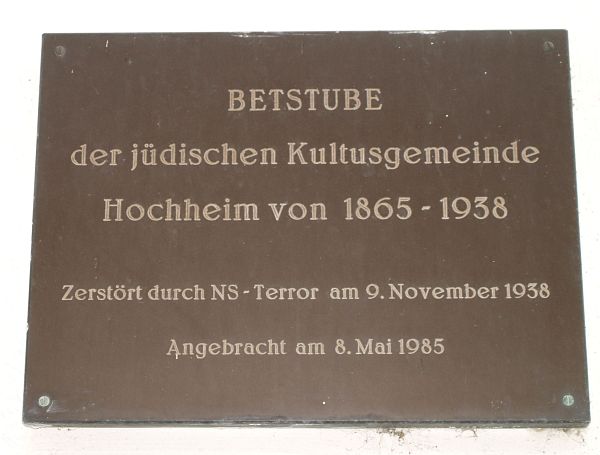 BETSTUBE
der jüdischen Kultusgemeinde
Hochheim von 1865 - 1938
Zerstört durch NS - Terror am 9. November 1938
Angebracht am 8. Mai 1985